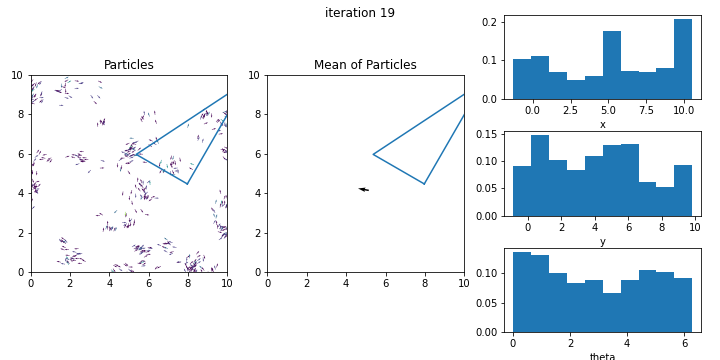 iteration 19
Particles
10
8
6
4
2
0
0 2 4 6 8 10
Mean of Particles
10
8
6
4
2
0
0 2 4 6 8 10
0.2
0.1
0.0
0.0 2.5 5.0 7.5 10.0
x
0.15
0.10
0.05
0.00
0 2 4 6 8 10
y
0.10
0.05
0.00
0 2 4 6
theta